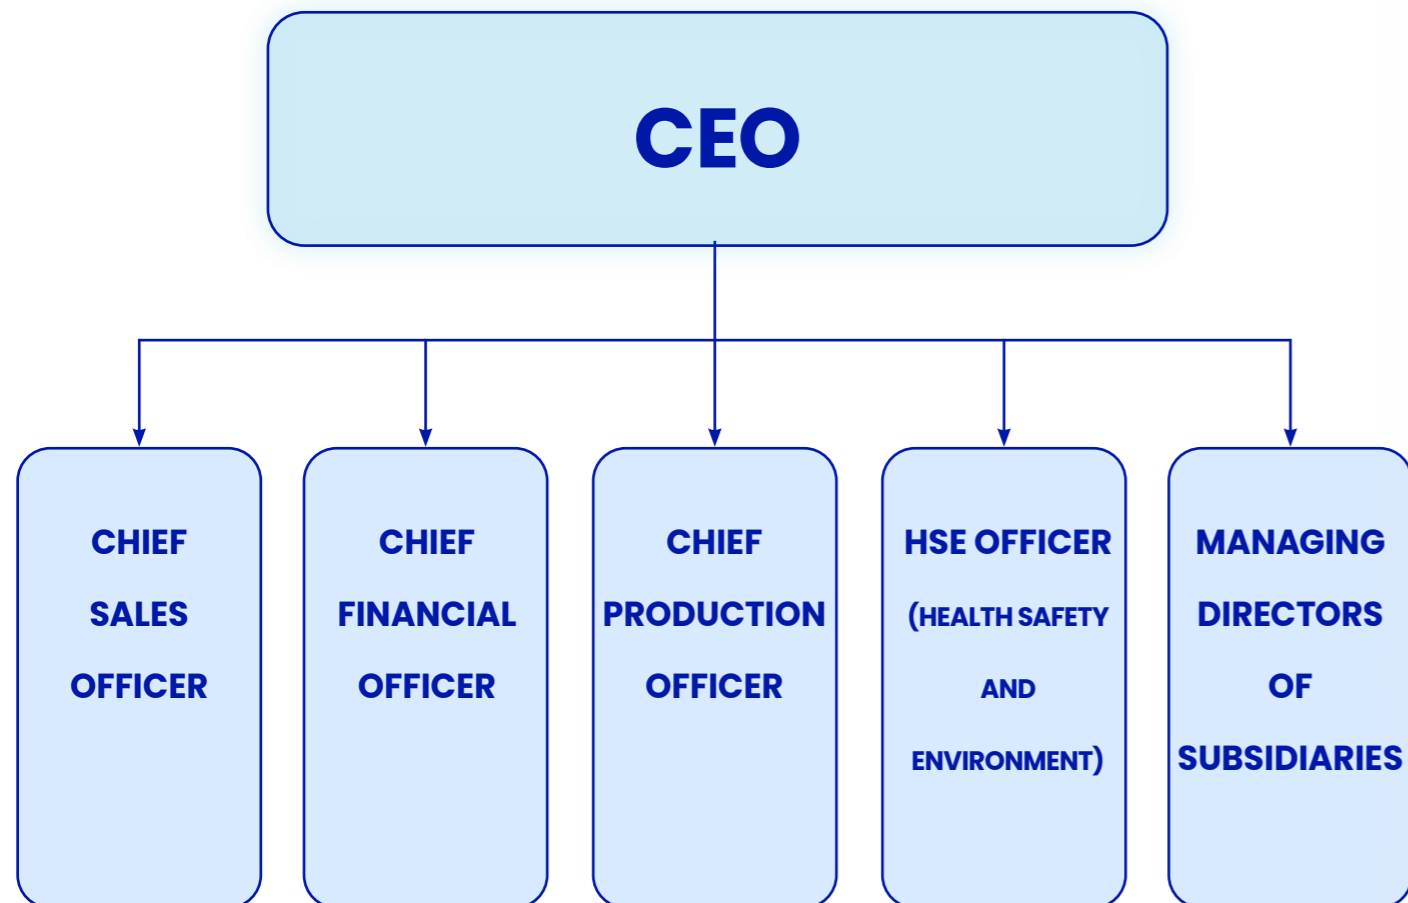 CEO
CHIEF
SALES
OFFICER
CHIEF
FINANCIAL
OFFICER
CHIEF
PRODUCTION
OFFICER
HSE OFFICER
(HEALTH SAFETY
AND
ENVIRONMENT)
MANAGING
DIRECTORS
OF
SUBSIDIARIES